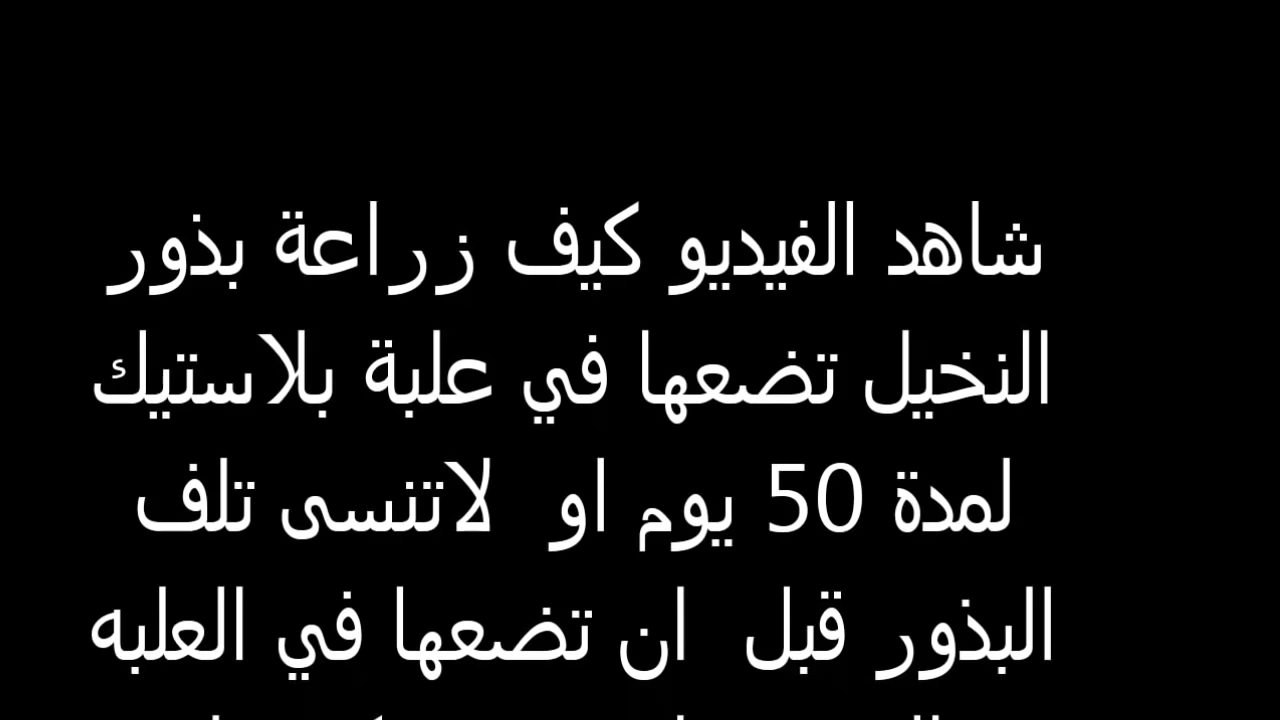 شاهد الفيديو كيف زراعة بذور
النخيل تضعها في علبة بلاستيك
لمدة 50 يوم او لاتنسى تلف
البذور قبل ان تضعها في العلبه